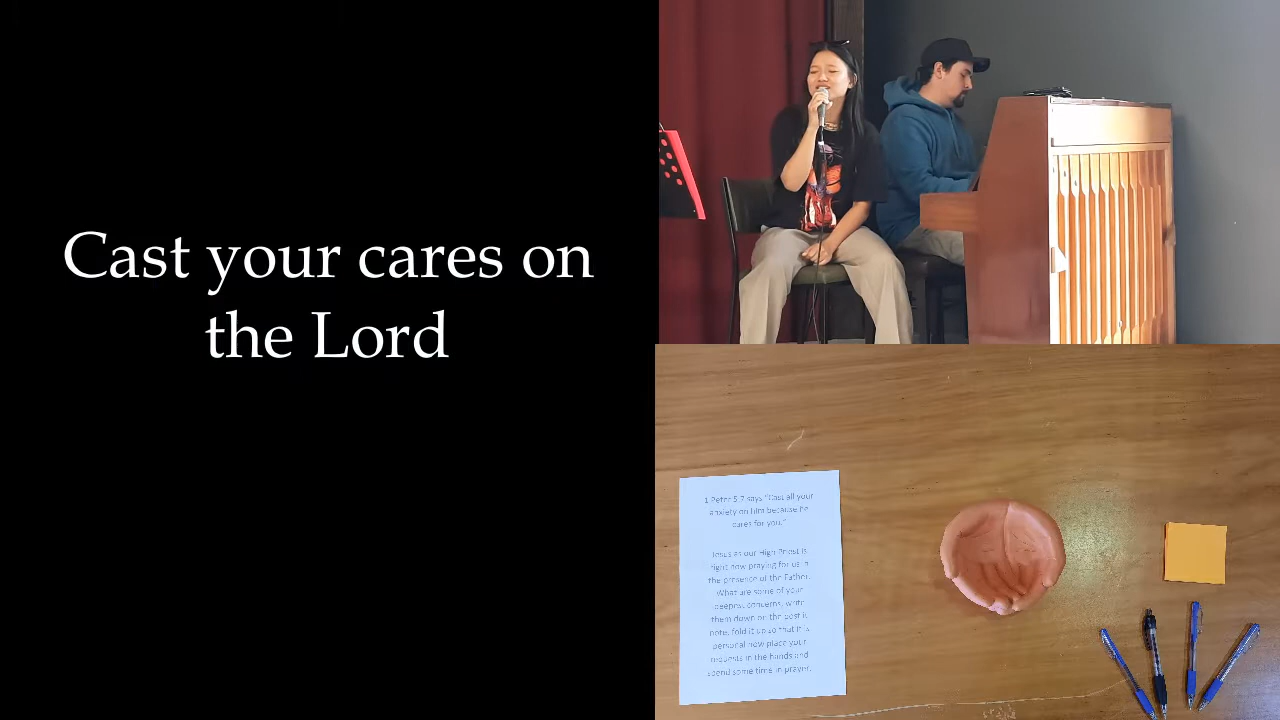 Cast your cares on
the Lord
1 Peter 5:7 says "Cast all your
anxiety on him because he
cares for you."
Jesus as our High Priest is
right now praying for us in
the presence of the Father.
What are some of your
deepest concerns, write
them down on the post it
note, fold it up so that it is
personal now place your
requests in the hands and
spend some time in prayer.